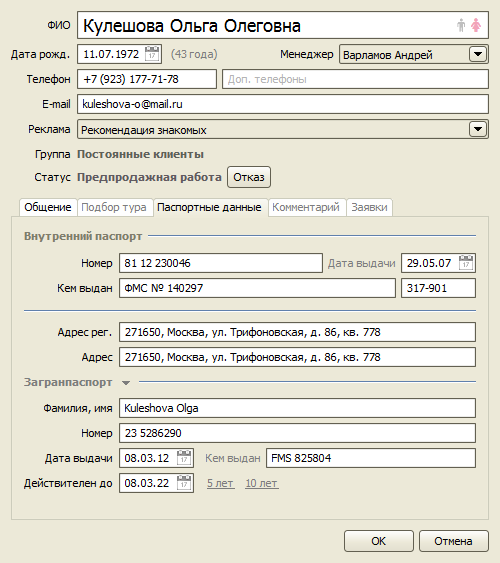 ФИО Кулешова Ольга Олеговна
Дата рожд. 11.07.1972 17 (43 года) Менеджер Варламов Андрей
Телефон +7 (923) 177-71-78 Доп. телефоны
E-mail kuleshova-o@mail.ru
Реклама Рекомендация знакомых
Группа Постоянные клиенты
Статус Предпродажная работа Отказ
Общение Подбор тура Паспортные данные Комментарий Заявки
Внутренний паспорт
Номер 81 12 230046 Дата выдачи 29.05.07 17
Кем выдан ФМС № 140297 317-901
Адрес рег. 271650, Москва, ул. Трифоновская, д. 86, кв. 778
Адрес 271650, Москва, ул. Трифоновская, д. 86, кв. 778
Загранпаспорт
Фамилия, имя Kuleshova Olga
Номер 23 5286290
Дата выдачи 08.03.12 17 Кем выдан FMS 825804
Действителен до 08.03.22 17 5 лет 10 лет
OK Отмена